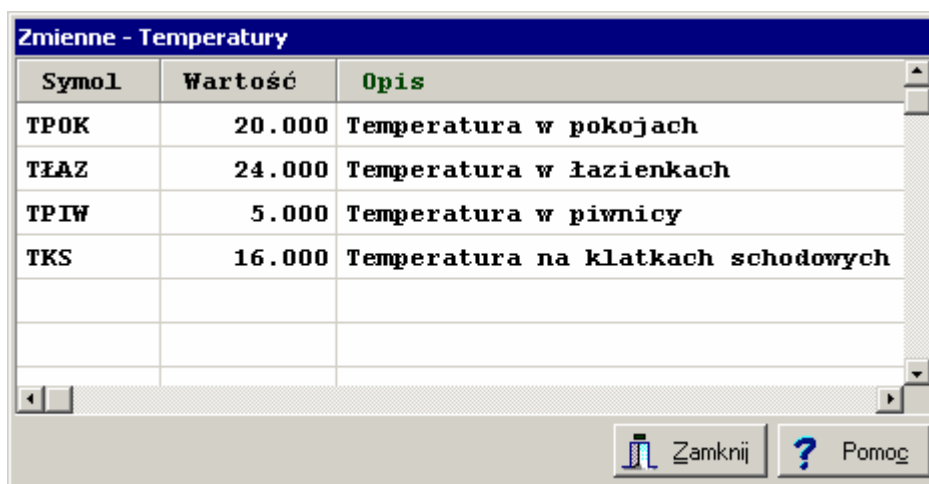 Zmienne - Temperatury
Symol Wartość Opis
TPOK 20.000 Temperatura w pokojach
TŁAZ 24.000 Temperatura w łazienkach
TPIW 5.000 Temperatura w piwnicy
TKS 16.000 Temperatura na klatkach schodowych
Zamknij ? Pomoc